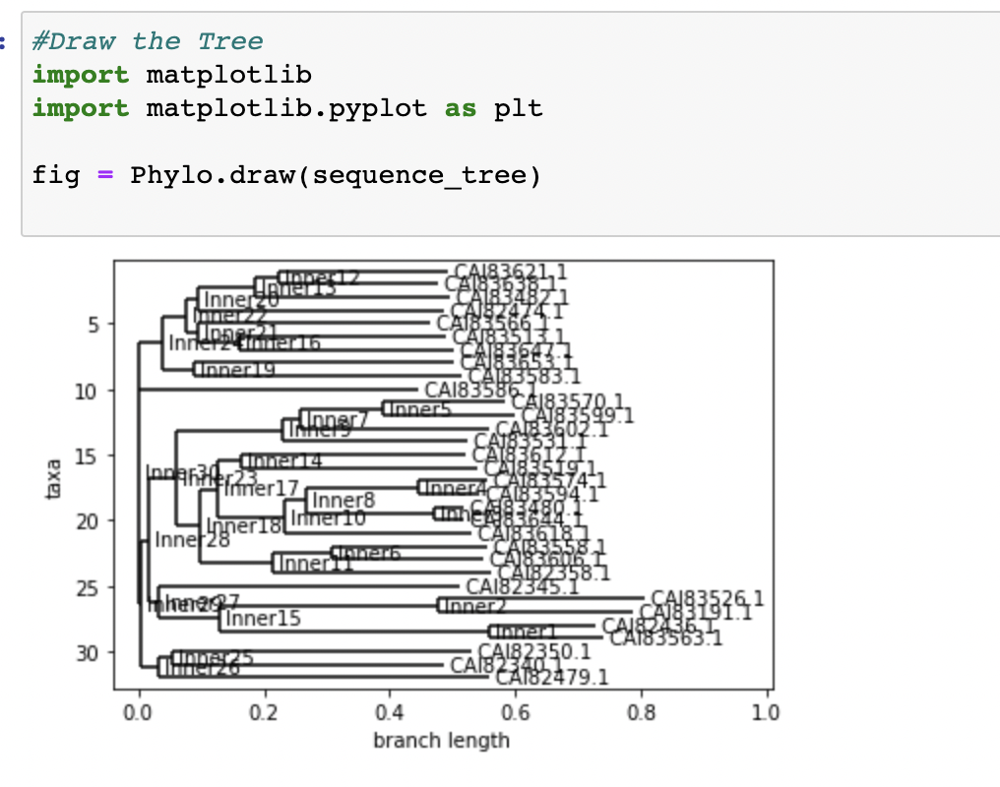 :
#Draw the Tree
import matplotlib
import matplotlib.pyplot as plt
fig = Phylo.draw(sequence_tree)
CAI83621.1
Inner12
CAI83638.1
Inner13
CAI83482.1
Inner20
CAI82474.1
Inner22
5
CAI83566.1
Inner21
CAI83513.1
Inner24
Inner16
CAI83647.1
CAI83653.1
Inner19
CAI83583.1
10
CAI83586.1
CAI83570.1
Inner5
CAI83599.1
Inner7
CAI83602.1
Inner9
CAI83531.1
15
CAI83612.1
Inner14
CAI83519.1
Inner30
Inner23
CAI83574.1
Inner17
Inner4
CAI83594.1
Inner8
CAI83480.1
taxa
20
Inner10
CAI83644.1
Inner18
CAI83618.1
Inner28
CAI83558.1
Inner6
CAI83606.1
Inner11
CAI82358.1
25
CAI82345.1
CAI83526.1
Inner27
Inner29
Inner2
CAI83191.1
Inner15
CAI82436.1
Inner1
CAI83563.1
30
CAI82350.1
Inner25
CAI82340.1
Inner26
CAI82479.1
0.0 0.2 0.4 0.6 0.8 1.0
branch length